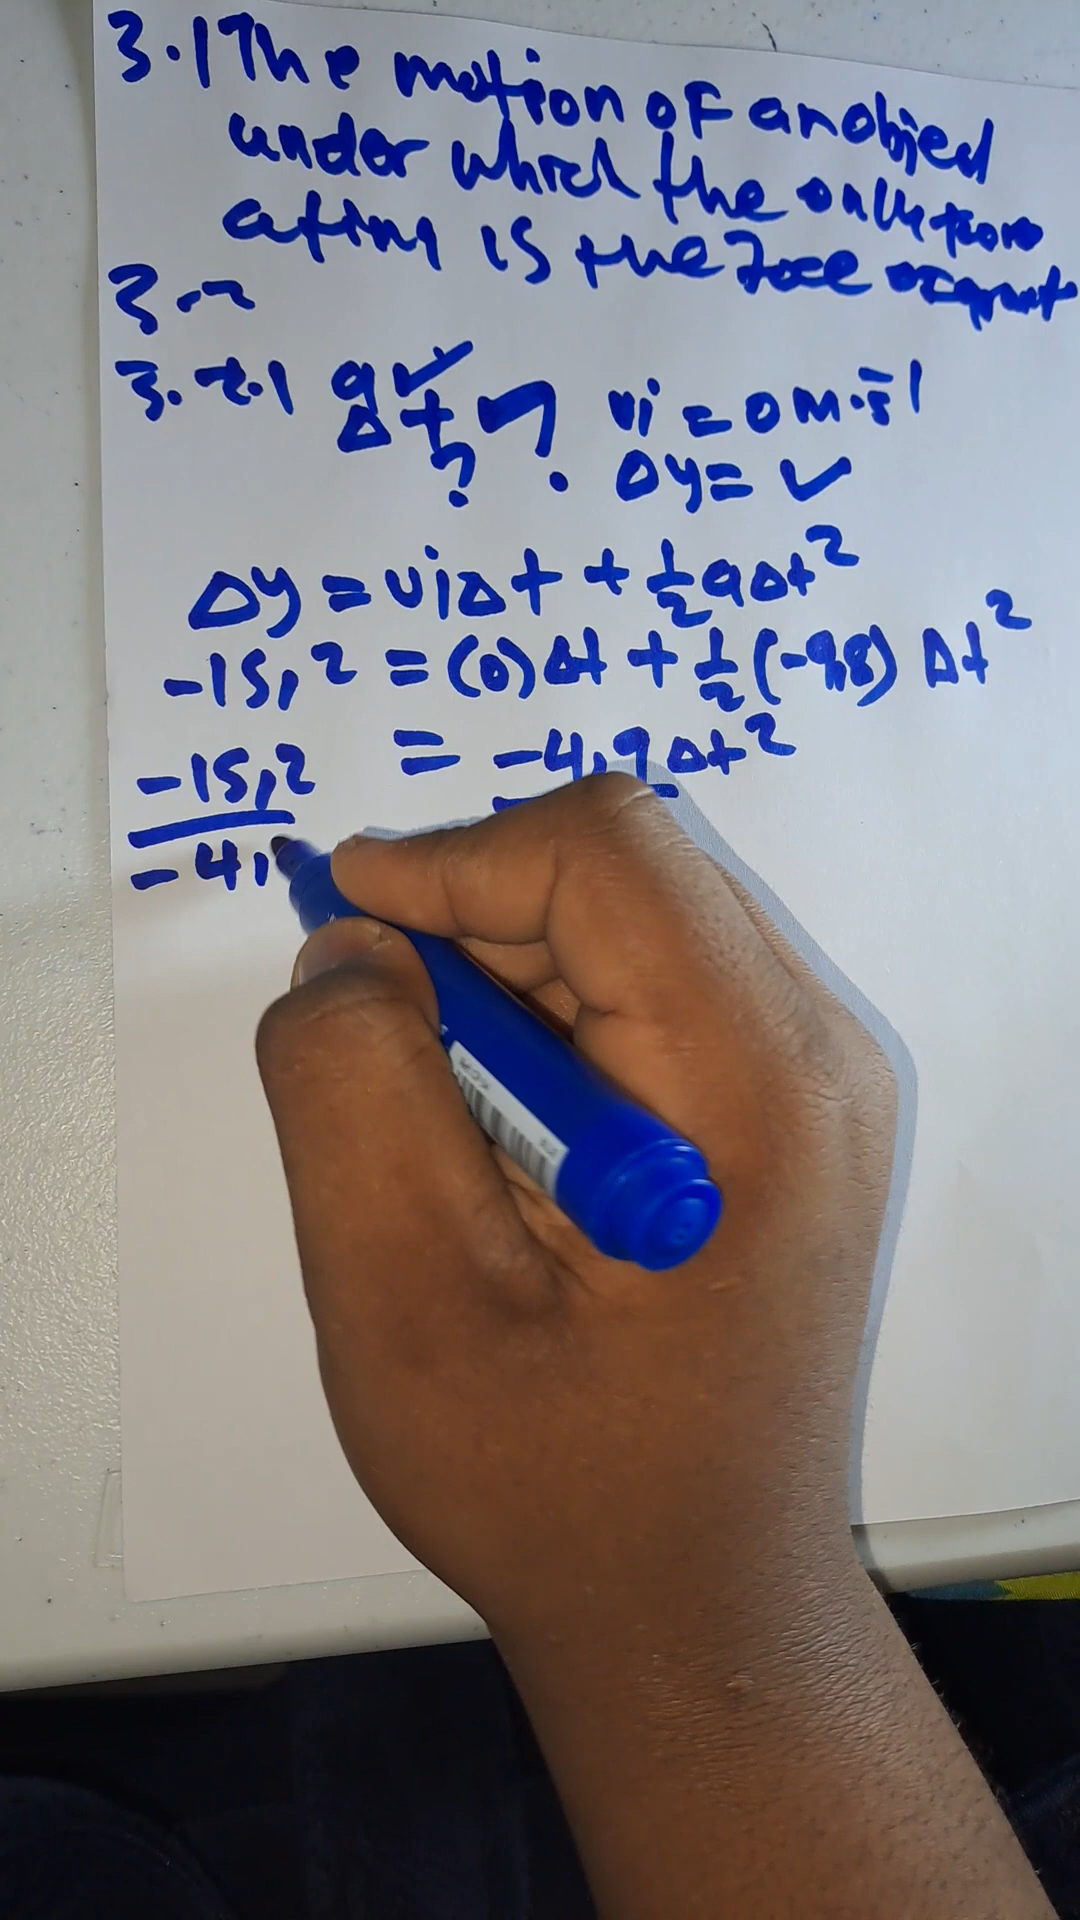 3.1 The motion of an object
under which the only force
acting is the force of gravity
3.2
3.2.1 a✓ vf? vi = 0 m.s-1
Δt? Δy = ✓
Δy = viΔt + 1/2 aΔt²
-15,2 = (0)Δt + 1/2 (-9,8) Δt²
-15,2 = -4,9Δt²
-4,